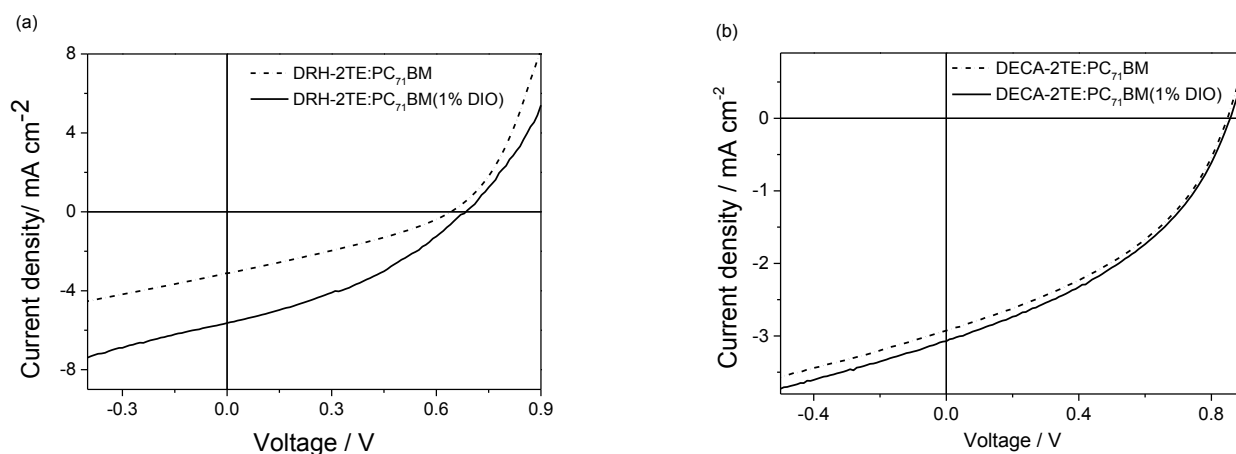 (a)
8
4
0
-4
-8
Current density/ mA cm-2
DRH-2TE:PC71BM
DRH-2TE:PC71BM(1% DIO)
-0.3
0.0
0.3
0.6
0.9
Voltage / V
(b)
0
-1
-2
-3
Current density / mA cm-2
DECA-2TE:PC71BM
DECA-2TE:PC71BM(1% DIO)
-0.4
0.0
0.4
0.8
Voltage / V